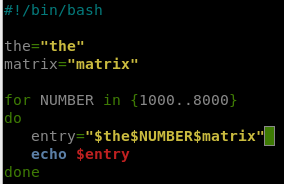 #!/bin/bash

the="the"
matrix="matrix"

for NUMBER in {1000..8000}
do
   entry="$the$NUMBER$matrix"
   echo $entry
done